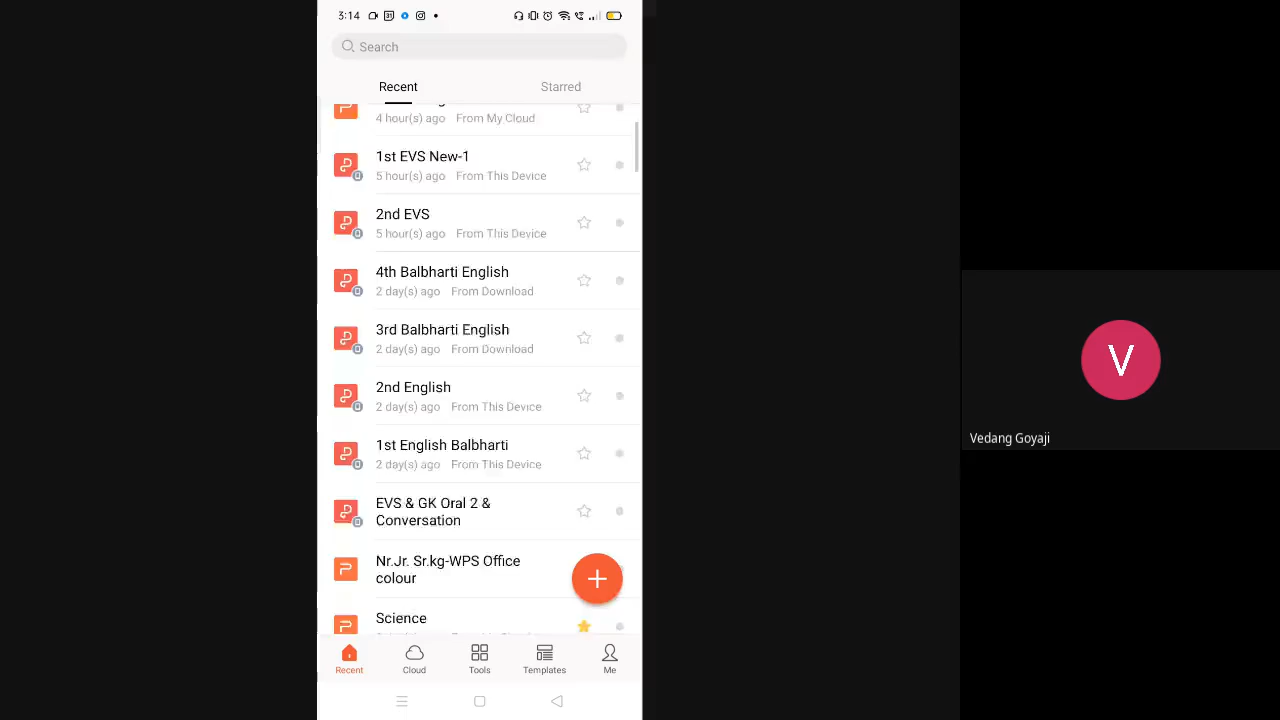 3:14
Search
Recent
Starred
4 hour(s) ago From My Cloud
1st EVS New-1
5 hour(s) ago From This Device
2nd EVS
5 hour(s) ago From This Device
4th Balbharti English
2 day(s) ago From Download
3rd Balbharti English
2 day(s) ago From Download
2nd English
2 day(s) ago From This Device
1st English Balbharti
2 day(s) ago From This Device
EVS & GK Oral 2 &
Conversation
Nr.Jr. Sr.kg-WPS Office
colour
Science
Recent
Cloud
Tools
Templates
Me
V
Vedang Goyaji